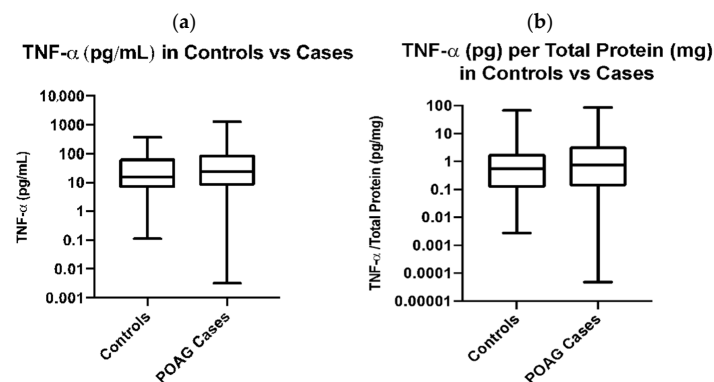 (a)
TNF-α (pg/mL) in Controls vs Cases
10,000
1000
100
10
1
0.1
0.01
0.001
TNF-α (pg/mL)
Controls
POAG Cases
(b)
TNF-α (pg) per Total Protein (mg)
in Controls vs Cases
100
10
1
0.1
0.01
0.001
0.0001
0.00001
TNF-α /Total Protein (pg/mg)
Controls
POAG Cases